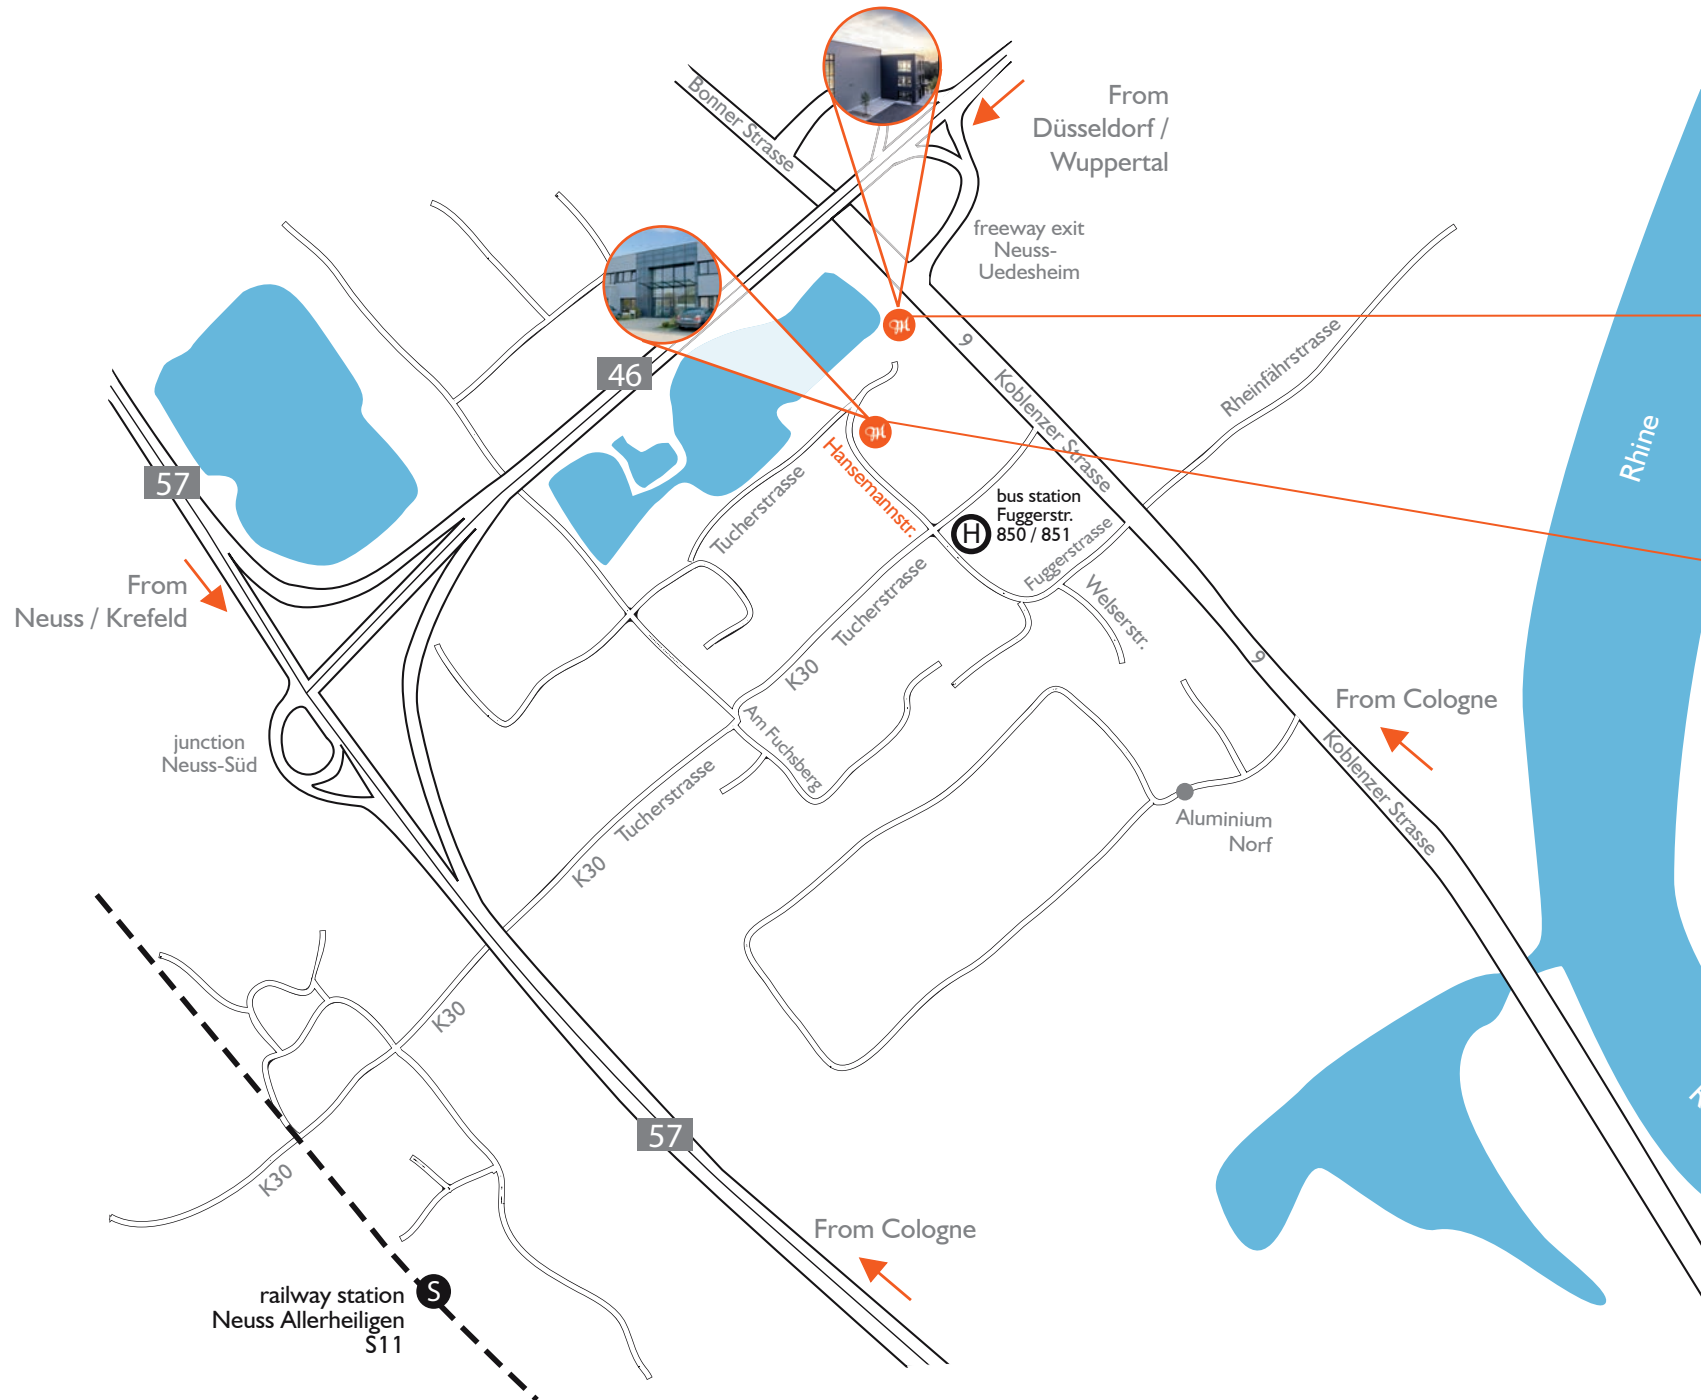 Bonner Strasse
From
Düsseldorf /
Wuppertal
freeway exit
Neuss-
Uedesheim
9
46
Koblenzer Strasse
Rheinfährstrasse
Rhine
57
Hansemannstr.
Tucherstrasse
bus station
Fuggerstr.
850 / 851
H
Fuggerstrasse
Welserstr.
Tucherstrasse
K30
From
Neuss / Krefeld
9
From Cologne
Koblenzer Strasse
Am Fuchsberg
junction
Neuss-Süd
Tucherstrasse
K30
Aluminium
Norf
K30
57
K30
From Cologne
railway station
Neuss Allerheiligen
S11
S